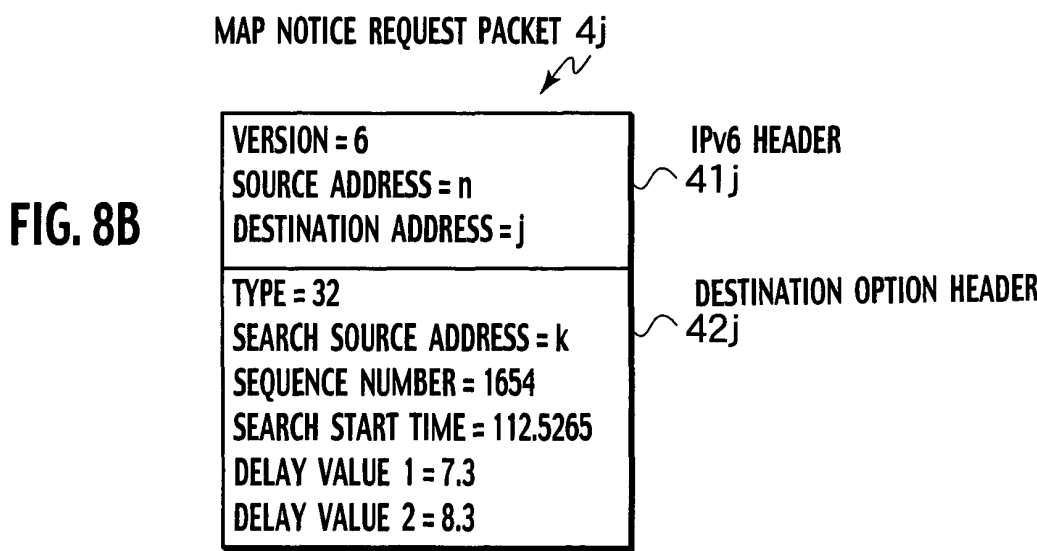 MAP NOTICE REQUEST PACKET 4j
FIG. 8B
VERSION = 6
SOURCE ADDRESS = n
DESTINATION ADDRESS = j
IPv6 HEADER
41j
TYPE = 32
SEARCH SOURCE ADDRESS = k
SEQUENCE NUMBER = 1654
SEARCH START TIME = 112.5265
DELAY VALUE 1 = 7.3
DELAY VALUE 2 = 8.3
DESTINATION OPTION HEADER
42j